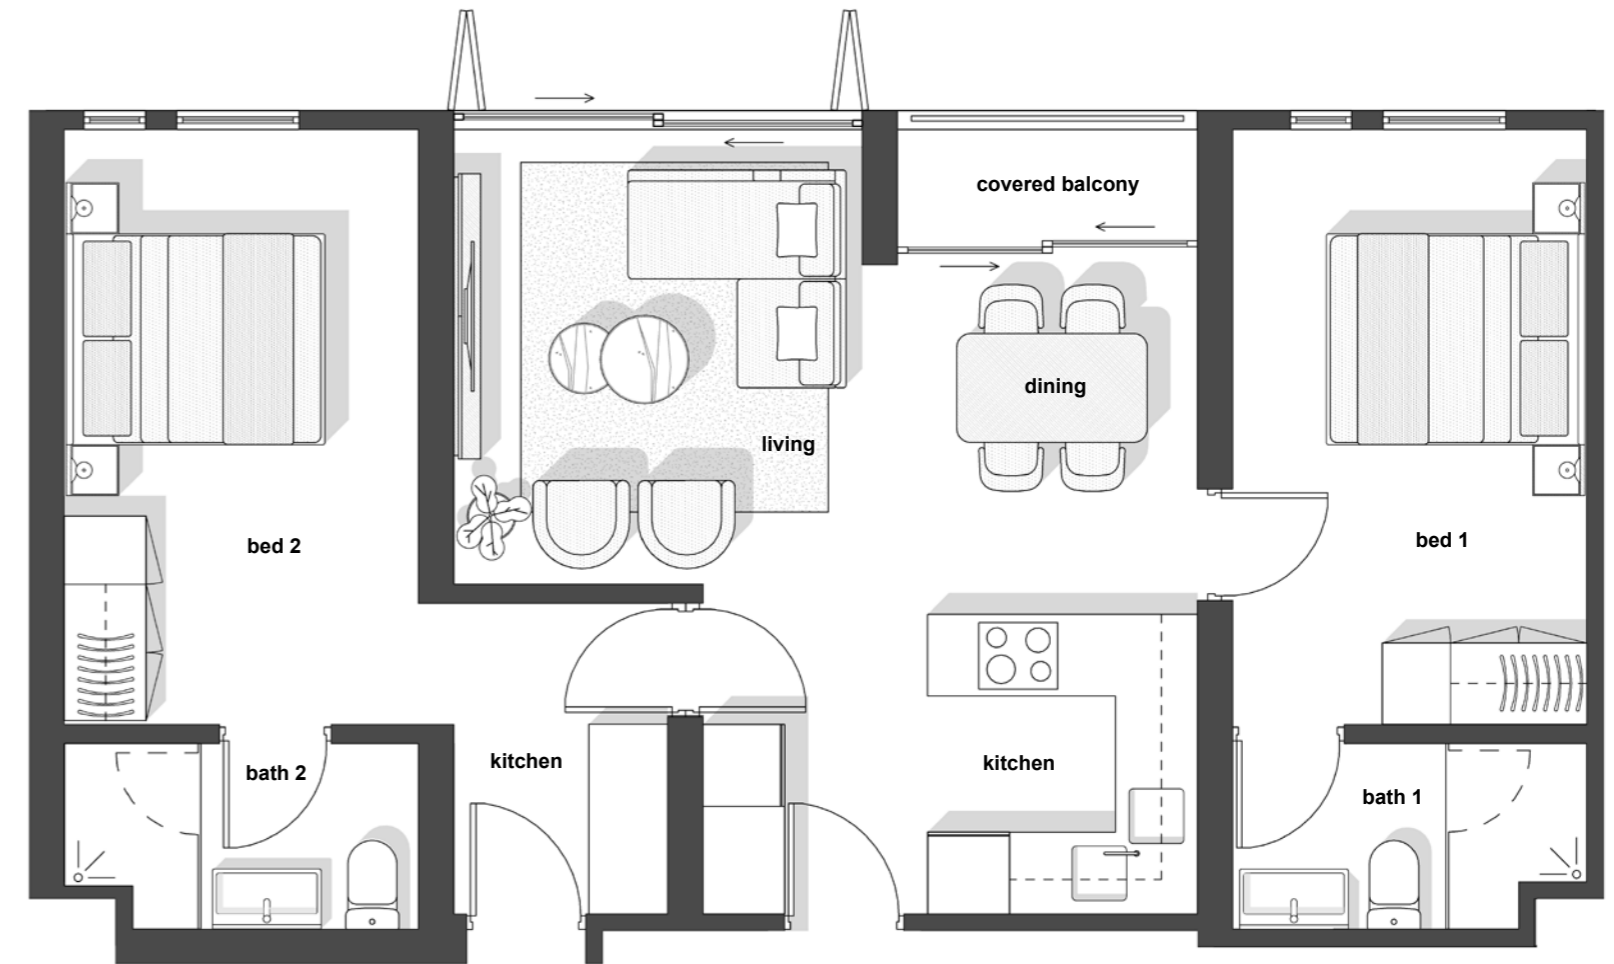 covered balcony
dining
living
bed 2
bed 1
kitchen
kitchen
bath 2
bath 1